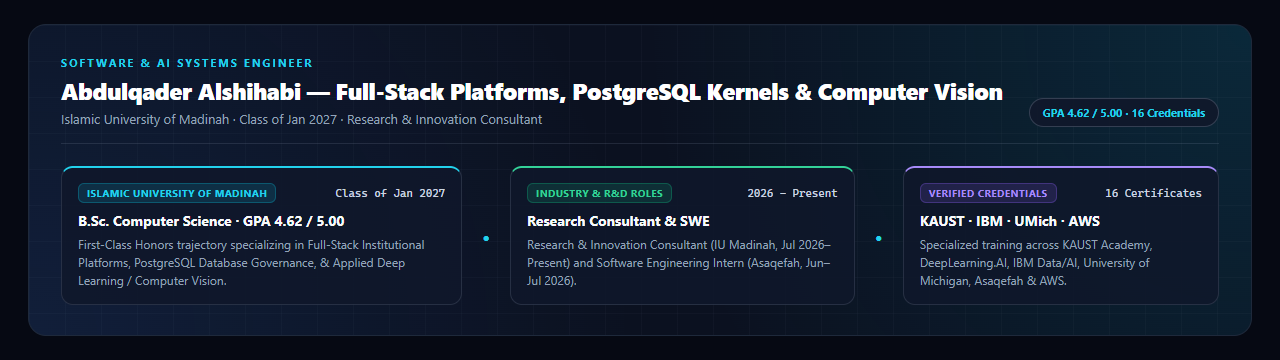 SOFTWARE & AI SYSTEMS ENGINEER
Abdulqader Alshihabi — Full-Stack Platforms, PostgreSQL Kernels & Computer Vision
Islamic University of Madinah · Class of Jan 2027 · Research & Innovation Consultant
GPA 4.62 / 5.00 · 16 Credentials
ISLAMIC UNIVERSITY OF MADINAH
Class of Jan 2027
B.Sc. Computer Science · GPA 4.62 / 5.00
First-Class Honors trajectory specializing in Full-Stack Institutional
Platforms, PostgreSQL Database Governance, & Applied Deep
Learning / Computer Vision.
INDUSTRY & R&D ROLES
2026 – Present
Research Consultant & SWE
Research & Innovation Consultant (IU Madinah, Jul 2026–
Present) and Software Engineering Intern (Asaqefah, Jun–
Jul 2026).
VERIFIED CREDENTIALS
16 Certificates
KAUST · IBM · UMich · AWS
Specialized training across KAUST Academy,
DeepLearning.AI, IBM Data/AI, University of
Michigan, Asaqefah & AWS.